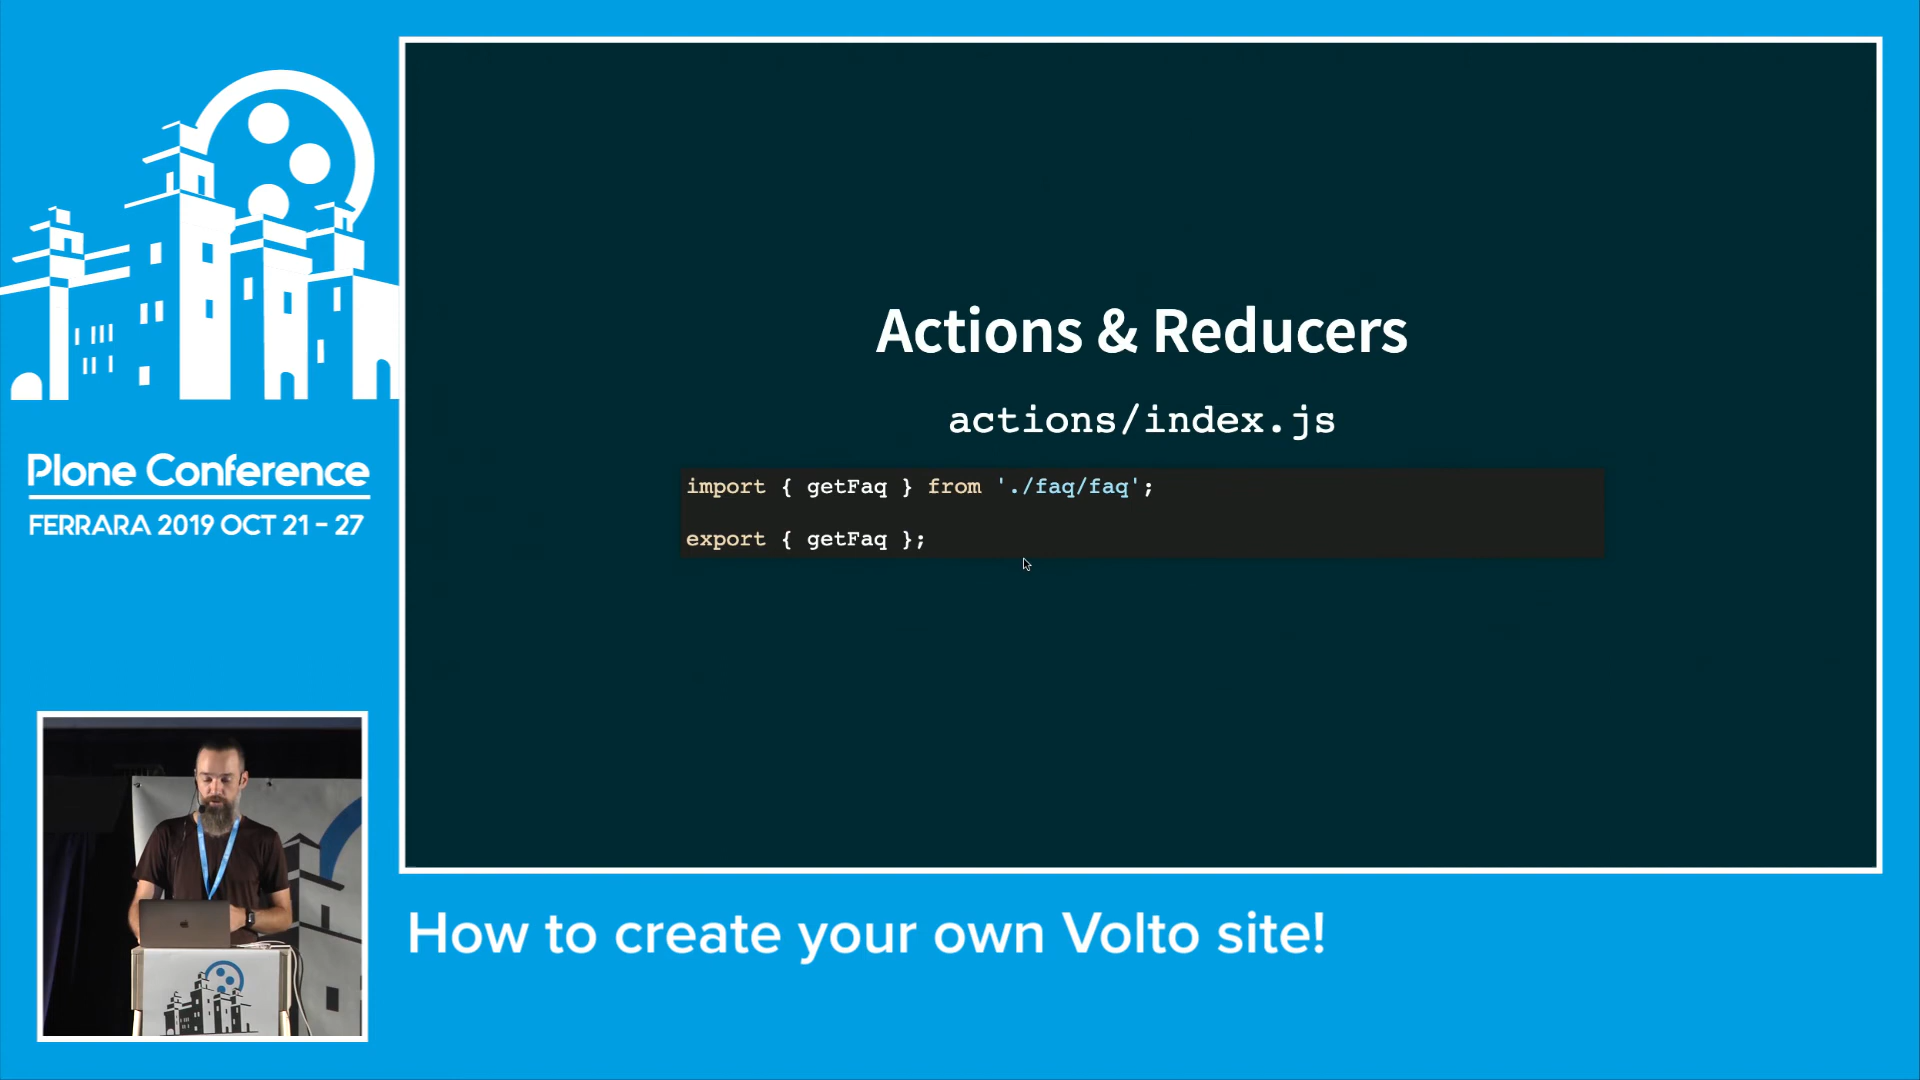 Plone Conference
FERRARA 2019 OCT 21 - 27
Actions & Reducers
actions/index.js
import { getFaq } from './faq/faq';
export { getFaq };
How to create your own Volto site!